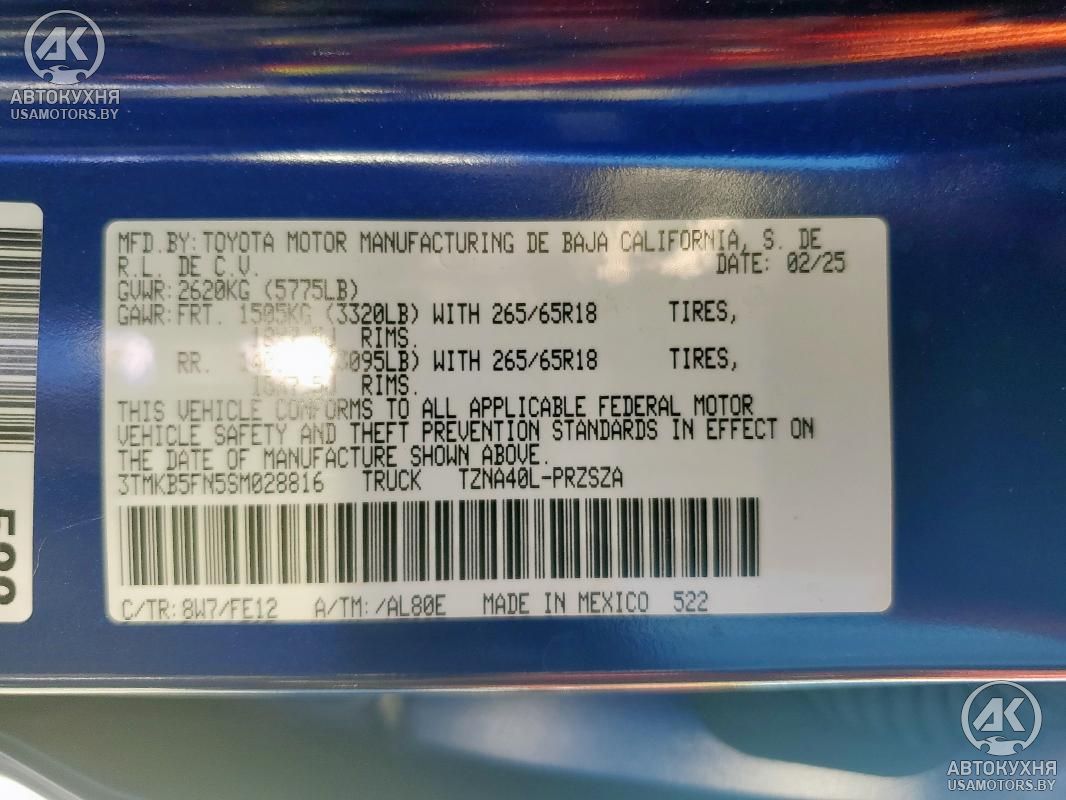 AK
АВТОКУХНЯ
USAMOTORS.BY
MFD.BY: TOYOTA MOTOR MANUFACTURING DE BAJA CALIFORNIA, S. DE
R.L. DE C.V. DATE: 02/25
GVWR: 2620KG (5775LB)
GAWR: FRT. 1505KG (3320LB) WITH 265/65R18 TIRES,
RIMS.
RR. WITH 265/65R18 TIRES,
RIMS.
THIS VEHICLE CONFORMS TO ALL APPLICABLE FEDERAL MOTOR
VEHICLE SAFETY AND THEFT PREVENTION STANDARDS IN EFFECT ON
THE DATE OF MANUFACTURE SHOWN ABOVE.
3TMKB5FN5SM028816 TRUCK TZNA40L-PRZSZA
C/TR: 8W7/FE12 A/TM: /AL80E MADE IN MEXICO 522
AK
АВТОКУХНЯ
USAMOTORS.BY